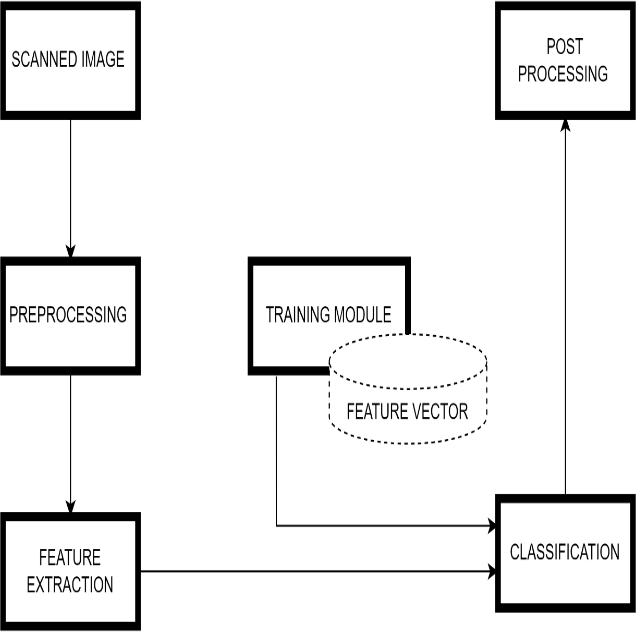 SCANNED IMAGE
POST
PROCESSING
PREPROCESSING
TRAINING MODULE
FEATURE VECTOR
FEATURE
EXTRACTION
CLASSIFICATION